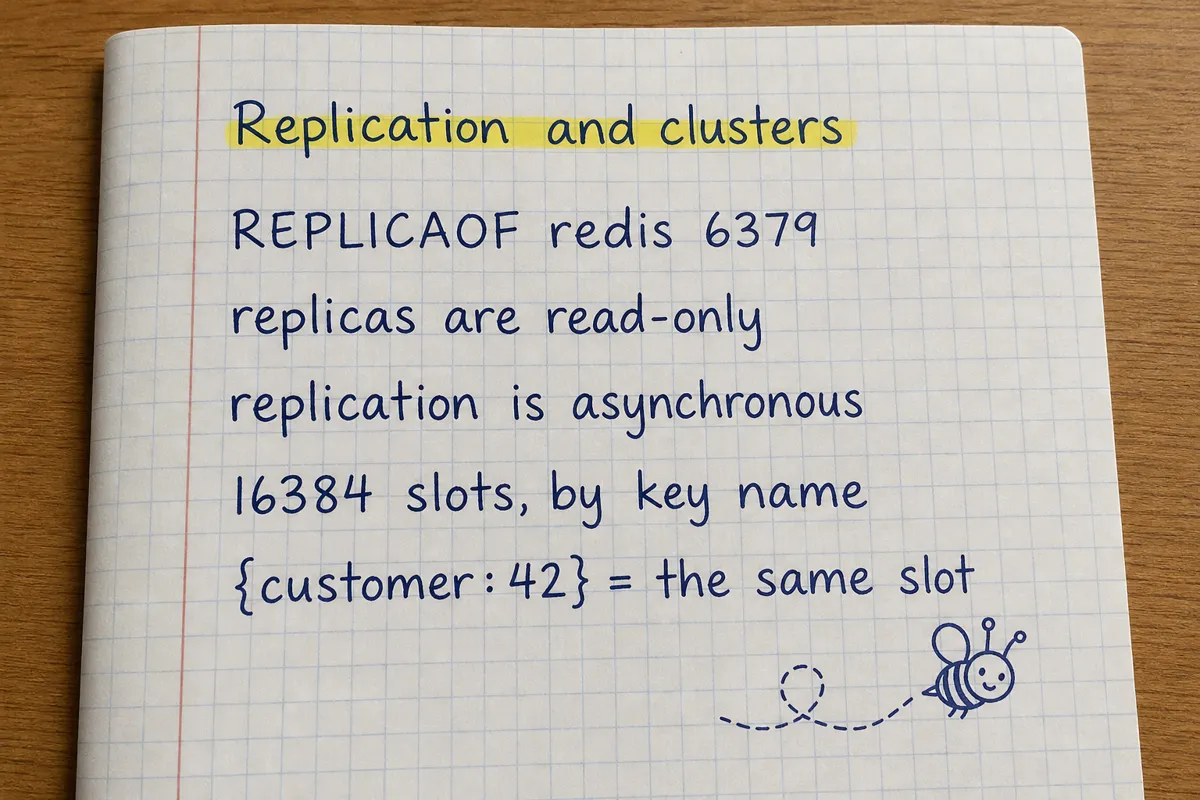 Replication and clusters
REPLICAOF redis 6379
replicas are read-only
replication is asynchronous
16384 slots, by key name
{customer:42} = the same slot